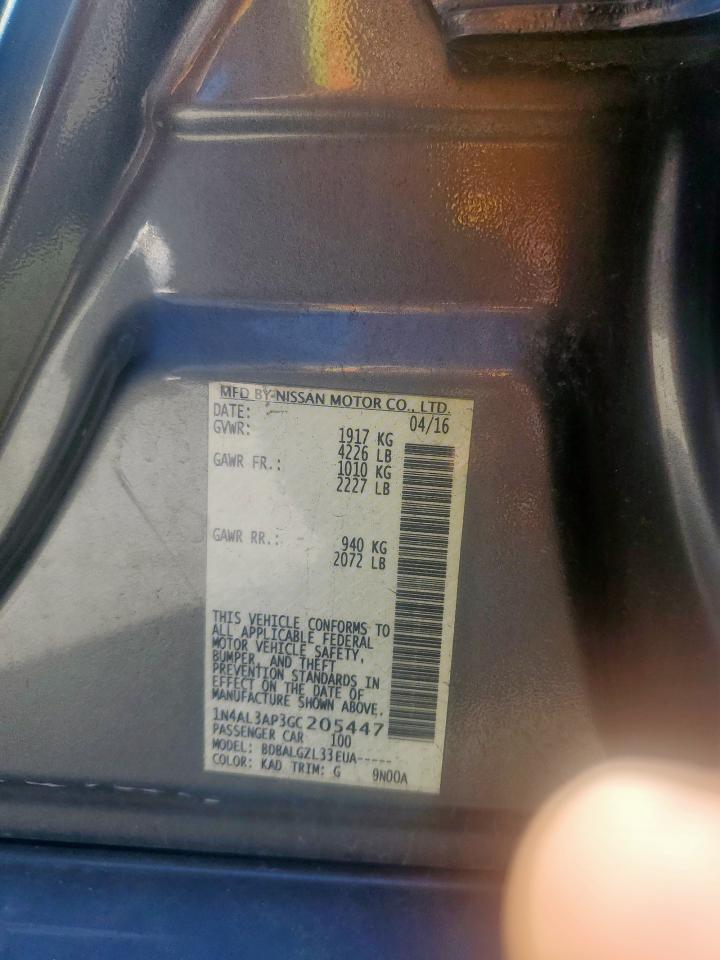 MFD BY NISSAN MOTOR CO., LTD.
DATE: 04/16
GVWR: 1917 KG
4226 LB
GAWR FR.: 1010 KG
2227 LB
GAWR RR.: 940 KG
2072 LB
THIS VEHICLE CONFORMS TO
ALL APPLICABLE FEDERAL
MOTOR VEHICLE SAFETY,
BUMPER, AND THEFT
PREVENTION STANDARDS IN
EFFECT ON THE DATE OF
MANUFACTURE SHOWN ABOVE.
1N4AL3AP3GC205447
PASSENGER CAR 100
MODEL: BDBALGZL33EUA-----
COLOR: KAD TRIM: G 9N00A